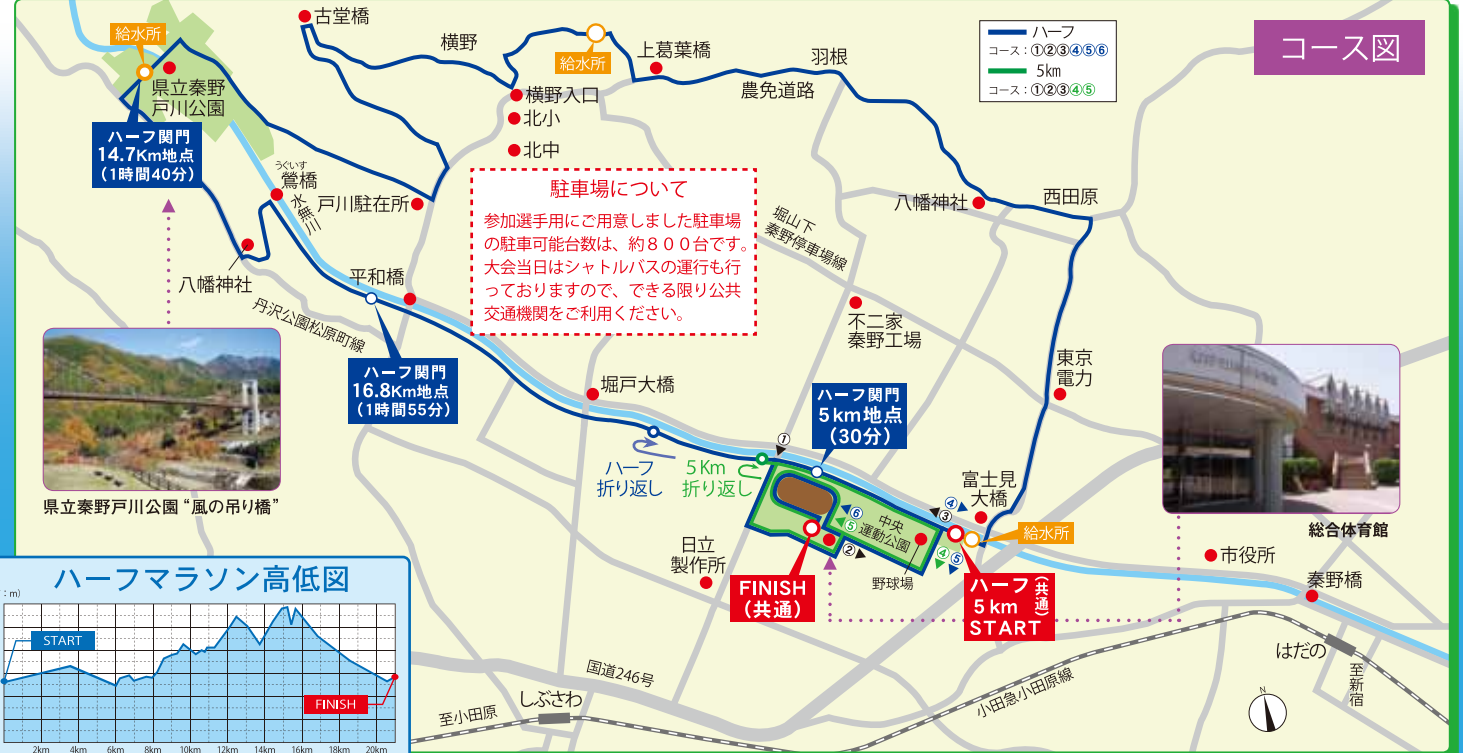 コース図
ハーフ
コース：①②③④⑤⑥
5km
コース：①②③④⑤
古堂橋
給水所
横野
給水所
上葛葉橋
羽根
農免道路
県立秦野
戸川公園
横野入口
北小
北中
ハーフ関門
14.7Km地点
（1時間40分）
うぐいす
鶯橋
水無川
戸川駐在所
八幡神社
駐車場について
参加選手用にご用意しました駐車場
の駐車可能台数は、約８００台です。
大会当日はシャトルバスの運行も行
っておりますので、できる限り公共
交通機関をご利用ください。
堀山下
秦野停車場線
八幡神社
西田原
平和橋
丹沢公園松原町線
不二家
秦野工場
東京
電力
ハーフ関門
16.8Km地点
（1時間55分）
堀戸大橋
ハーフ関門
5km地点
（30分）
県立秦野戸川公園 “風の吊り橋”
ハーフ
折り返し
5Km
折り返し
①
⑥
⑤
②
中央
運動公園
野球場
④
③
富士見
大橋
給水所
④
⑤
総合体育館
日立
製作所
FINISH
（共通）
ハーフ
5km
（共通）
START
市役所
秦野橋
はだの
至新宿
国道246号
しぶさわ
至小田原
小田急小田原線
N
ハーフマラソン高低図
: m)
START
FINISH
2km 4km 6km 8km 10km 12km 14km 16km 18km 20km